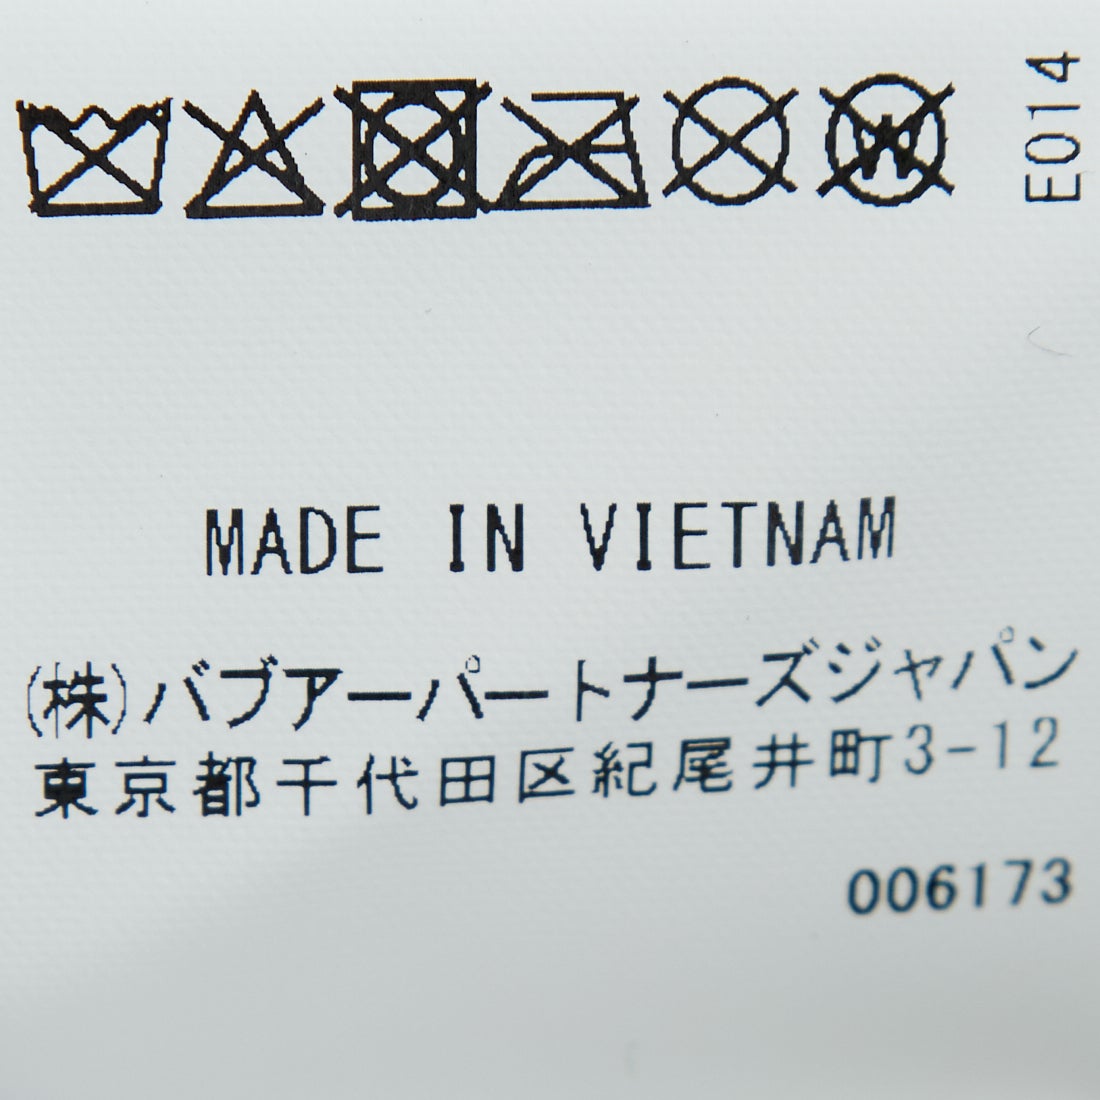 E014
MADE IN VIETNAM
(株)バブアーパートナーズジャパン
東京都千代田区紀尾井町3-12
006173